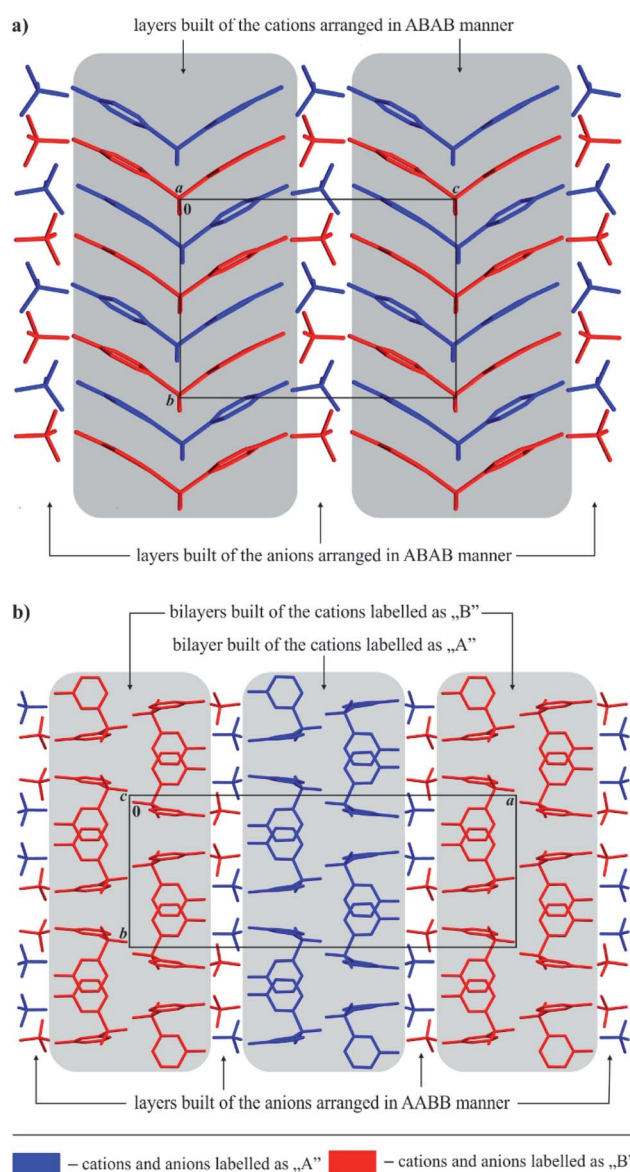 a)
layers built of the cations arranged in ABAB manner
a
c
0
b
layers built of the anions arranged in ABAB manner
b)
bilayers built of the cations labelled as „B”
bilayer built of the cations labelled as „A”
c
a
0
b
layers built of the anions arranged in AABB manner
– cations and anions labelled as „A” – cations and anions labelled as „B”